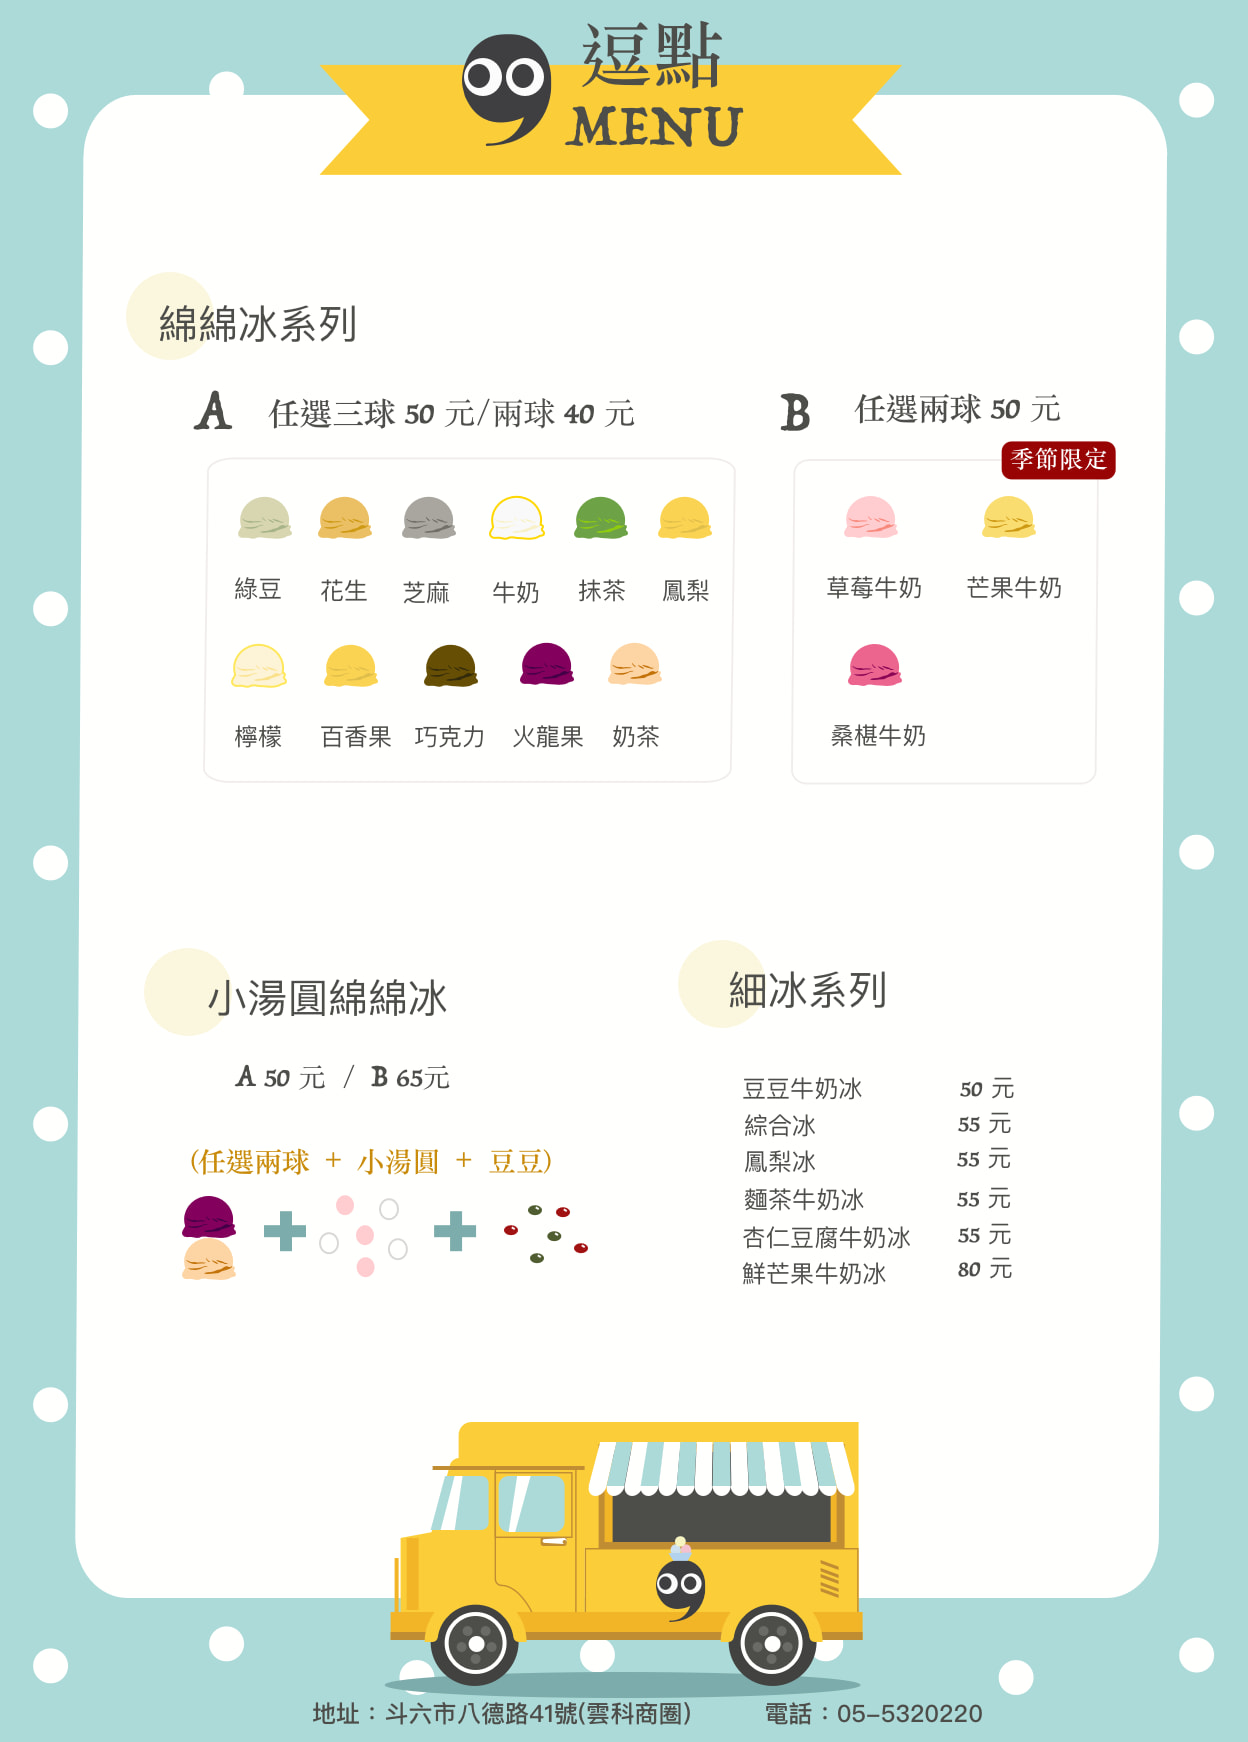 逗點
MENU
綿綿冰系列
A 任選三球 50 元/兩球 40 元
綠豆 花生 芝麻 牛奶 抹茶 鳳梨
檸檬 百香果 巧克力 火龍果 奶茶
B 任選兩球 50 元
季節限定
草莓牛奶 芒果牛奶
桑椹牛奶
小湯圓綿綿冰
A 50 元 / B 65元
(任選兩球 + 小湯圓 + 豆豆)
細冰系列
豆豆牛奶冰 50 元
綜合冰 55 元
鳳梨冰 55 元
麵茶牛奶冰 55 元
杏仁豆腐牛奶冰 55 元
鮮芒果牛奶冰 80 元
地址：斗六市八德路41號(雲科商圈) 電話：05-5320220